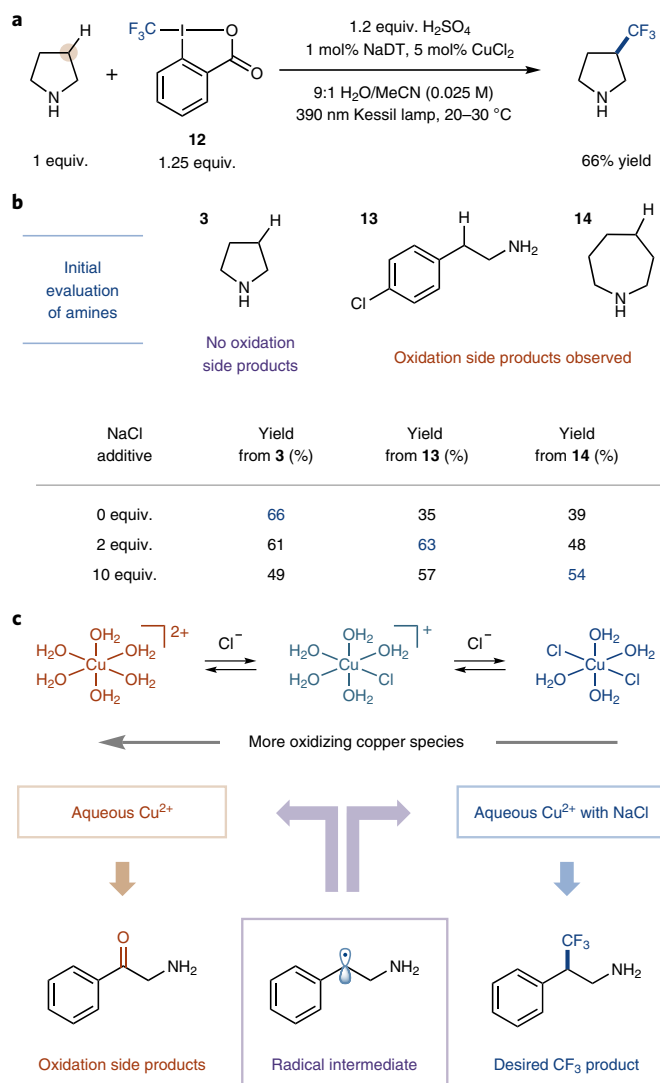 a
H
NH
1 equiv.
+
F₃C
I
O
O
12
1.25 equiv.
1.2 equiv. H₂SO₄
1 mol% NaDT, 5 mol% CuCl₂
9:1 H₂O/MeCN (0.025 M)
390 nm Kessil lamp, 20–30 °C
CF₃
NH
66% yield
b
Initial
evaluation
of amines
3
H
NH
No oxidation
side products
13
H
NH₂
Cl
14
H
NH
Oxidation side products observed
NaCl additive
Yield from 3 (%)
Yield from 13 (%)
Yield from 14 (%)
0 equiv. 66 35 39
2 equiv. 61 63 48
10 equiv. 49 57 54
c
OH₂ 2+
H₂O OH₂
Cu
H₂O OH₂
OH₂
Cl⁻
OH₂ +
H₂O OH₂
Cu
H₂O Cl
OH₂
Cl⁻
OH₂
Cl OH₂
Cu
H₂O Cl
OH₂
More oxidizing copper species
Aqueous Cu²⁺
Aqueous Cu²⁺ with NaCl
O
NH₂
Oxidation side products
NH₂
Radical intermediate
CF₃
NH₂
Desired CF₃ product